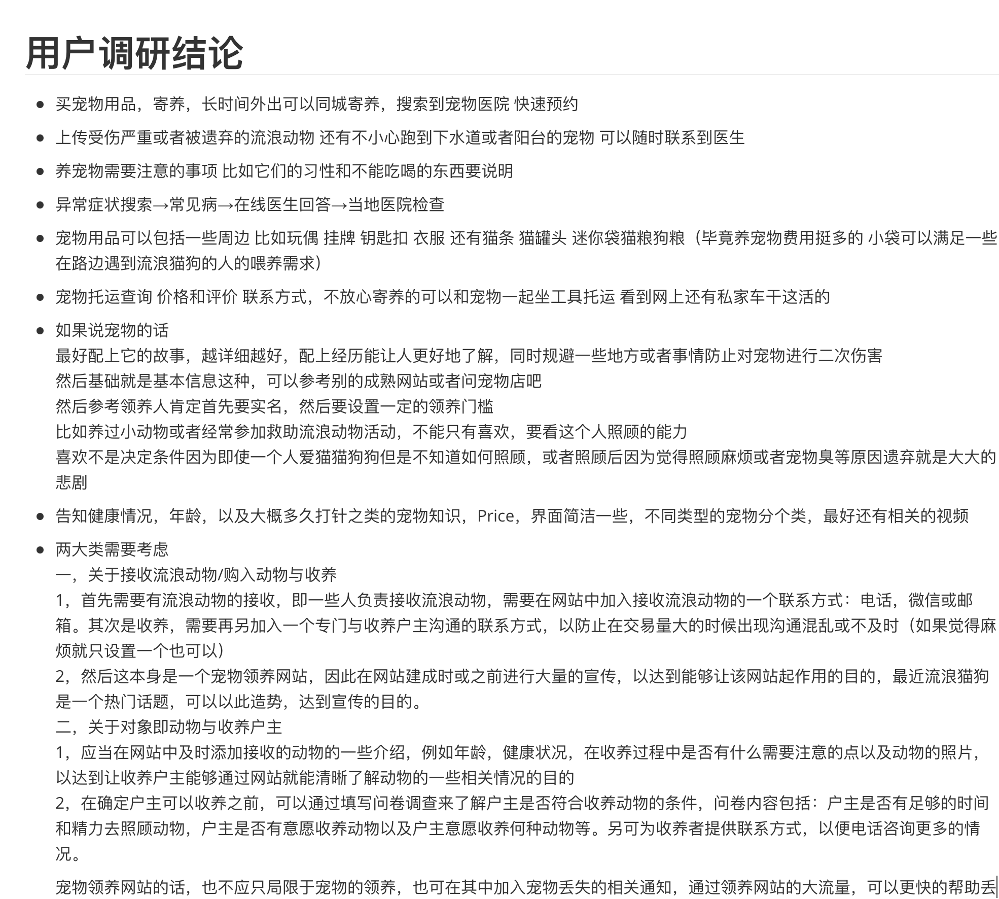 用户调研结论
买宠物用品，寄养，长时间外出可以同城寄养，搜索到宠物医院 快速预约
上传受伤严重或者被遗弃的流浪动物 还有不小心跑到下水道或者阳台的宠物 可以随时联系到医生
养宠物需要注意的事项 比如它们的习性和不能吃喝的东西要说明
异常症状搜索→常见病→在线医生回答→当地医院检查
宠物用品可以包括一些周边 比如玩偶 挂牌 钥匙扣 衣服 还有猫条 猫罐头 迷你袋猫粮狗粮（毕竟养宠物费用挺多的 小袋可以满足一些
在路边遇到流浪猫狗的人的喂养需求）
宠物托运查询 价格和评价 联系方式，不放心寄养的可以和宠物一起坐工具托运 看到网上还有私家车干这活的
如果说宠物的话
最好配上它的故事，越详细越好，配上经历能让人更好地了解，同时规避一些地方或者事情防止对宠物进行二次伤害
然后基础就是基本信息这种，可以参考别的成熟网站或者问宠物店吧
然后参考领养人肯定首先要实名，然后要设置一定的领养门槛
比如养过小动物或者经常参加救助流浪动物活动，不能只有喜欢，要看这个人照顾的能力
喜欢不是决定条件因为即使一个人爱猫猫狗狗但是不知道如何照顾，或者照顾后因为觉得照顾麻烦或者宠物臭等原因遗弃就是大大的
悲剧
告知健康情况，年龄，以及大概多久打针之类的宠物知识，Price，界面简洁一些，不同类型的宠物分个类，最好还有相关的视频
两大类需要考虑
一，关于接收流浪动物/购入动物与收养
1，首先需要有流浪动物的接收，即一些人负责接收流浪动物，需要在网站中加入接收流浪动物的一个联系方式：电话，微信或邮
箱。其次是收养，需要再另加入一个专门与收养户主沟通的联系方式，以防止在交易量大的时候出现沟通混乱或不及时（如果觉得麻
烦就只设置一个也可以）
2，然后这本身是一个宠物领养网站，因此在网站建成时或之前进行大量的宣传，以达到能够让该网站起作用的目的，最近流浪猫狗
是一个热门话题，可以以此造势，达到宣传的目的。
二，关于对象即动物与收养户主
1，应当在网站中及时添加接收的动物的一些介绍，例如年龄，健康状况，在收养过程中是否有什么需要注意的点以及动物的照片，
以达到让收养户主能够通过网站就能清晰了解动物的一些相关情况的目的
2，在确定户主可以收养之前，可以通过填写问卷调查来了解户主是否符合收养动物的条件，问卷内容包括：户主是否有足够的时间
和精力去照顾动物，户主是否有意愿收养动物以及户主意愿收养何种动物等。另可为收养者提供联系方式，以便电话咨询更多的情
况。
宠物领养网站的话，也不应只局限于宠物的领养，也可在其中加入宠物丢失的相关通知，通过领养网站的大流量，可以更快的帮助丢